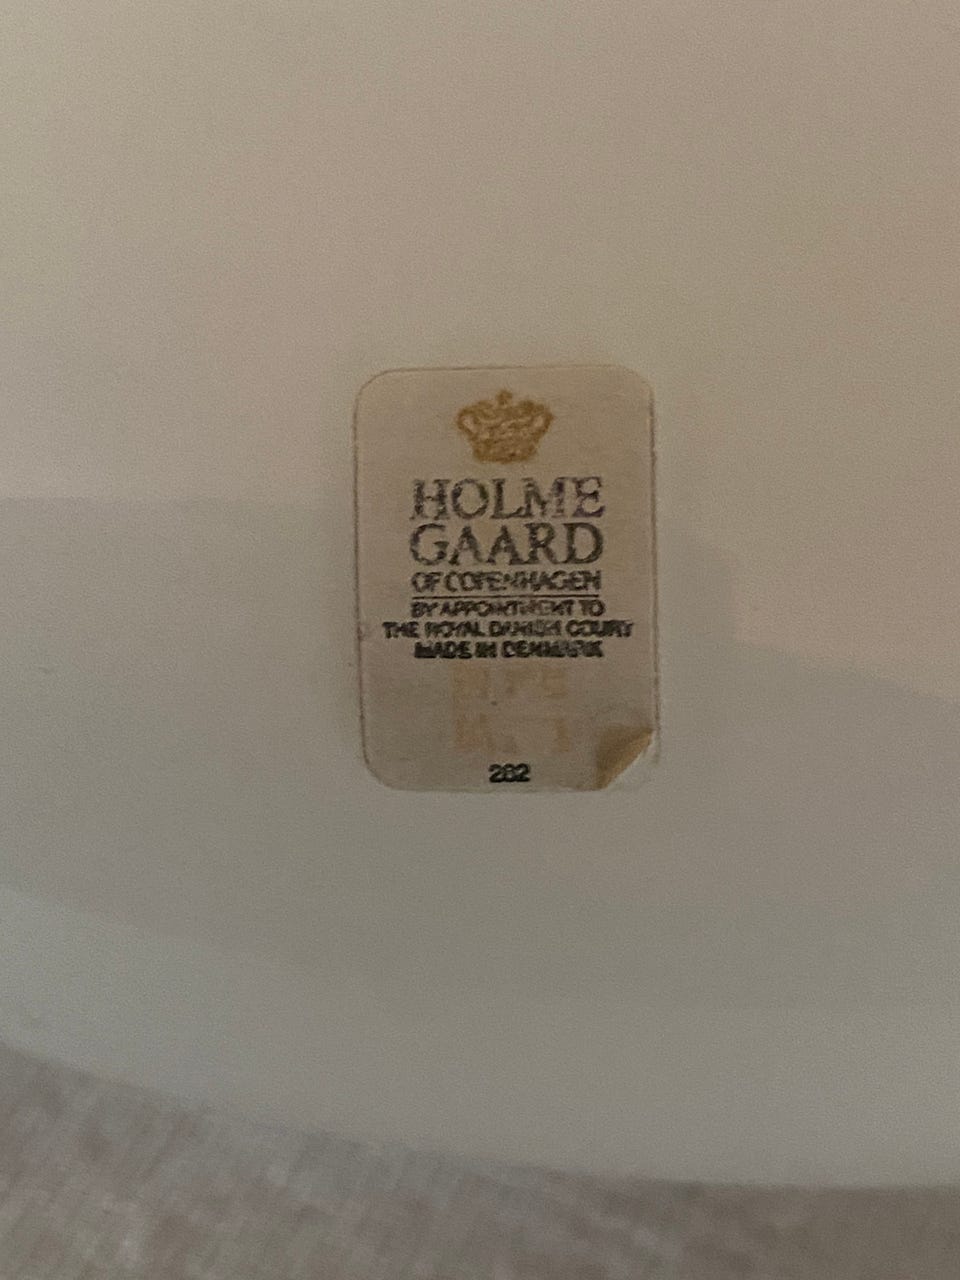 HOLME
GAARD
OF COPENHAGEN
BY APPOINTMENT TO
THE ROYAL DANISH COURT
MADE IN DENMARK
282